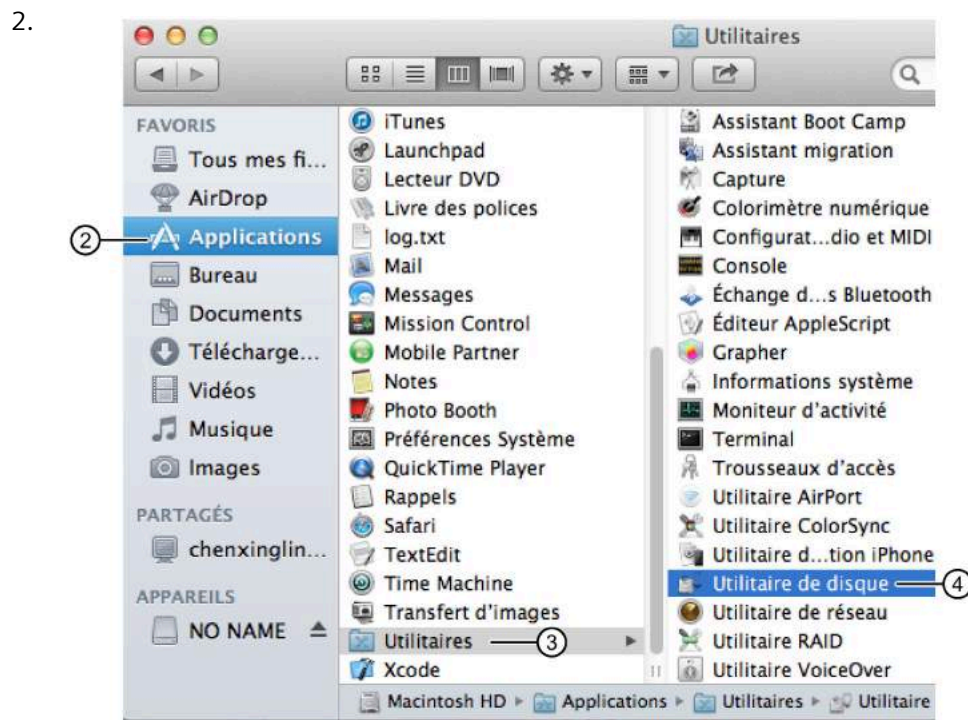 2.
Utilitaires
FAVORIS
Tous mes fi...
AirDrop
② Applications
Bureau
Documents
Télécharge...
Vidéos
Musique
Images
PARTAGÉS
chenxinglin...
APPAREILS
NO NAME
iTunes
Launchpad
Lecteur DVD
Livre des polices
log.txt
Mail
Messages
Mission Control
Mobile Partner
Notes
Photo Booth
Préférences Système
QuickTime Player
Rappels
Safari
TextEdit
Time Machine
Transfert d'images
Utilitaires ③
Xcode
Assistant Boot Camp
Assistant migration
Capture
Colorimètre numérique
Configurat...dio et MIDI
Console
Échange d...s Bluetooth
Éditeur AppleScript
Grapher
Informations système
Moniteur d'activité
Terminal
Trousseaux d'accès
Utilitaire AirPort
Utilitaire ColorSync
Utilitaire d...tion iPhone
Utilitaire de disque ④
Utilitaire de réseau
Utilitaire RAID
Utilitaire VoiceOver
Macintosh HD ▸ Applications ▸ Utilitaires ▸ Utilitaire